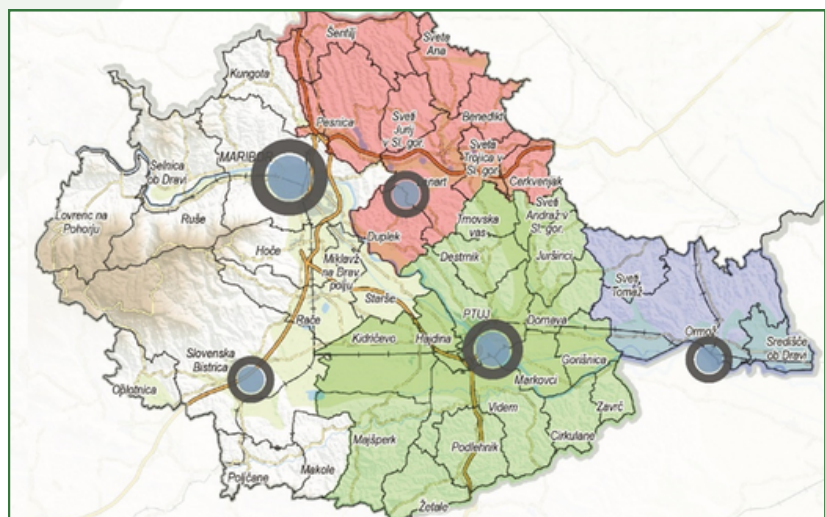 Šentilj
Sveta
Ana
Kungota
Pesnica
Sveti
Jurij
v Sl. gor.
Benedikt
MARIBOR
Sveta
Trojica v
Sl. gor.
Selnica
ob Dravi
Cerkvenjak
Lovrenc na
Pohorju
Ruše
Duplek
Trnovska
vas
Sveti
Andraž v
Sl. gor.
Hoče
Miklavž
na Drav.
polju
Destrnik
Juršinci
Sveti
Tomaž
Starše
Rače
PTUJ
Dornava
Ormož
Kidričevo
Hajdina
Središče
ob Dravi
Slovenska
Bistrica
Gorišnica
Oplotnica
Markovci
Videm
Zavrč
Majšperk
Podlehnik
Cirkulane
Poljčane
Makole
Žetale